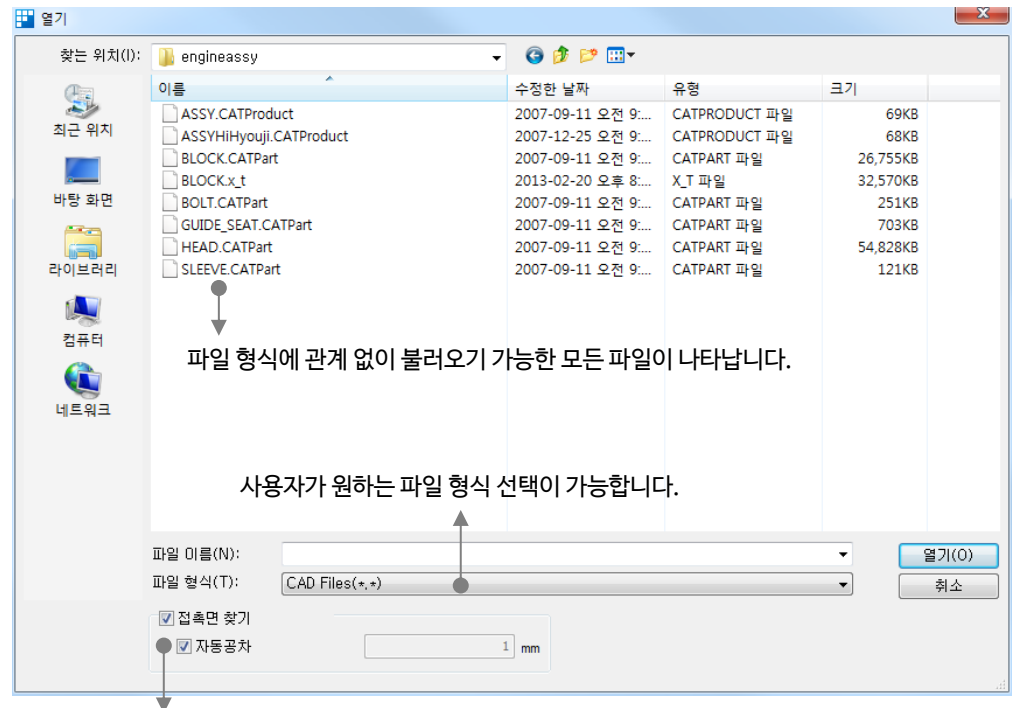 열기
찾는 위치(I): engineassy
이름 수정한 날짜 유형 크기
ASSY.CATProduct 2007-09-11 오전 9:... CATPRODUCT 파일 69KB
ASSYHiHyouji.CATProduct 2007-12-25 오전 9:... CATPRODUCT 파일 68KB
BLOCK.CATPart 2007-09-11 오전 9:... CATPART 파일 26,755KB
BLOCK.x_t 2013-02-20 오후 8:... X_T 파일 32,570KB
BOLT.CATPart 2007-09-11 오전 9:... CATPART 파일 251KB
GUIDE_SEAT.CATPart 2007-09-11 오전 9:... CATPART 파일 703KB
HEAD.CATPart 2007-09-11 오전 9:... CATPART 파일 54,828KB
SLEEVE.CATPart 2007-09-11 오전 9:... CATPART 파일 121KB
최근 위치
바탕 화면
라이브러리
컴퓨터
네트워크
파일 형식에 관계 없이 불러오기 가능한 모든 파일이 나타납니다.
사용자가 원하는 파일 형식 선택이 가능합니다.
파일 이름(N): 열기(O)
파일 형식(T): CAD Files(*.*) 취소
접촉면 찾기
자동공차 1 mm